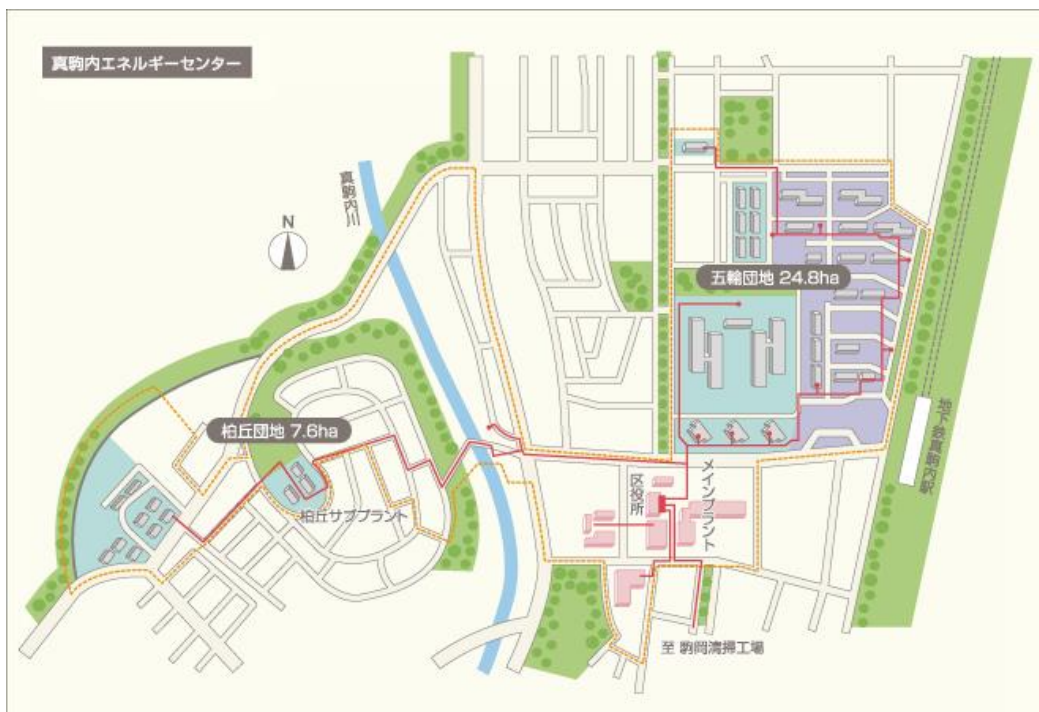 真駒内エネルギーセンター
真駒内川
N
五輪団地 24.8ha
柏丘団地 7.6ha
地下鉄真駒内駅
柏丘サブプラント
区役所
メインプラント
至 駒岡清掃工場